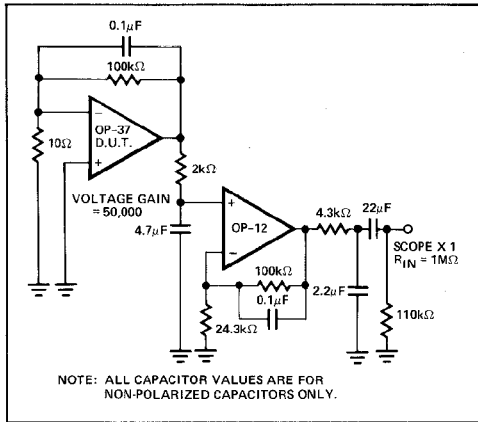 0.1μF
100kΩ
10Ω
−
OP-37
D.U.T.
+
2kΩ
VOLTAGE GAIN
= 50,000
4.7μF
+
OP-12
−
4.3kΩ
22μF
SCOPE X 1
RIN = 1MΩ
100kΩ
0.1μF
2.2μF
110kΩ
24.3kΩ
NOTE: ALL CAPACITOR VALUES ARE FOR
NON-POLARIZED CAPACITORS ONLY.